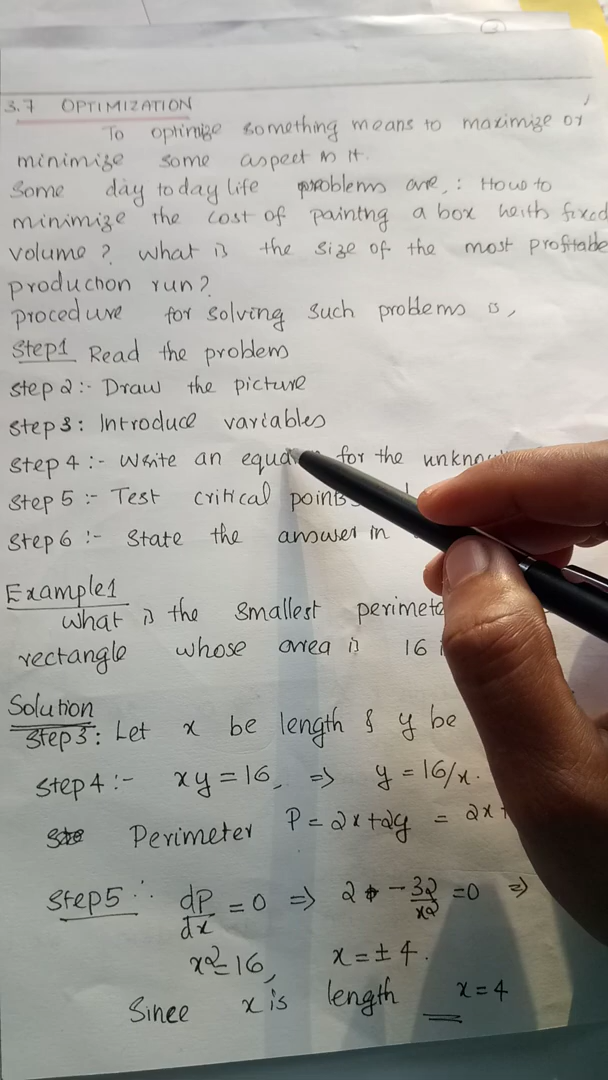 3.7 OPTIMIZATION
To optimize something means to maximize or
minimize some aspect in it.
Some day today life problems are, : How to
minimize the cost of painting a box with fixed
volume? What is the size of the most profitable
production run?
procedure for solving such problems is,
Step1 Read the problem
Step 2:- Draw the picture
Step 3: Introduce variables
Step 4:- Write an for the
Step 5:- Test critical points
Step 6:- State the answer in
Example1
What is the smallest
rectangle whose area is 16
Solution
Step3: Let x be length & y be
Step4:- xy = 16, => y = 16/x.
Perimeter P = 2x+2y = 2x+
Step5 ∴ dP/dx = 0 => 2 - 32/x2 = 0 =>
x2=16, x = ± 4.
Since x is length x = 4